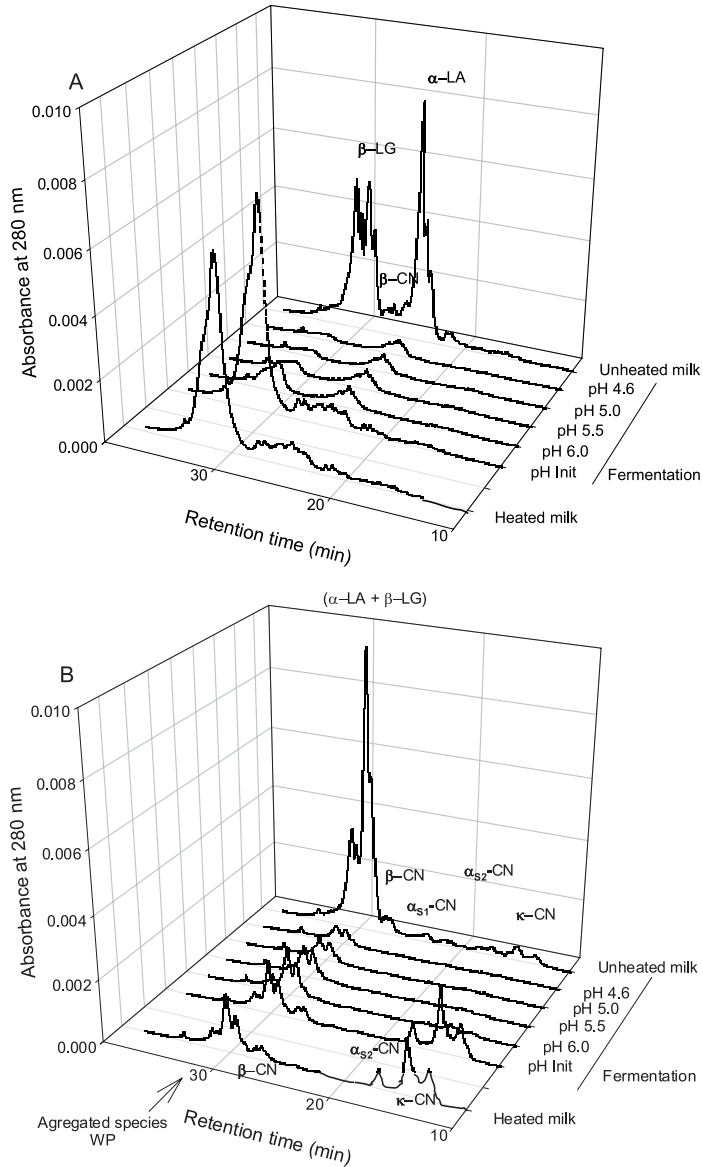 A
α–LA
0.010
β–LG
0.008
0.006
β–CN
Absorbance at 280 nm
0.004
0.002
0.000
Unheated milk
pH 4.6
pH 5.0
pH 5.5
pH 6.0
pH Init
Fermentation
Heated milk
30
20
10
Retention time (min)
(α–LA + β–LG)
B
0.010
0.008
0.006
β–CN
αS2-CN
αS1-CN
κ–CN
Absorbance at 280 nm
0.004
0.002
0.000
Unheated milk
pH 4.6
pH 5.0
pH 5.5
pH 6.0
pH Init
Fermentation
αS2-CN
β–CN
κ–CN
Heated milk
30
20
10
Agregated species
WP
Retention time (min)